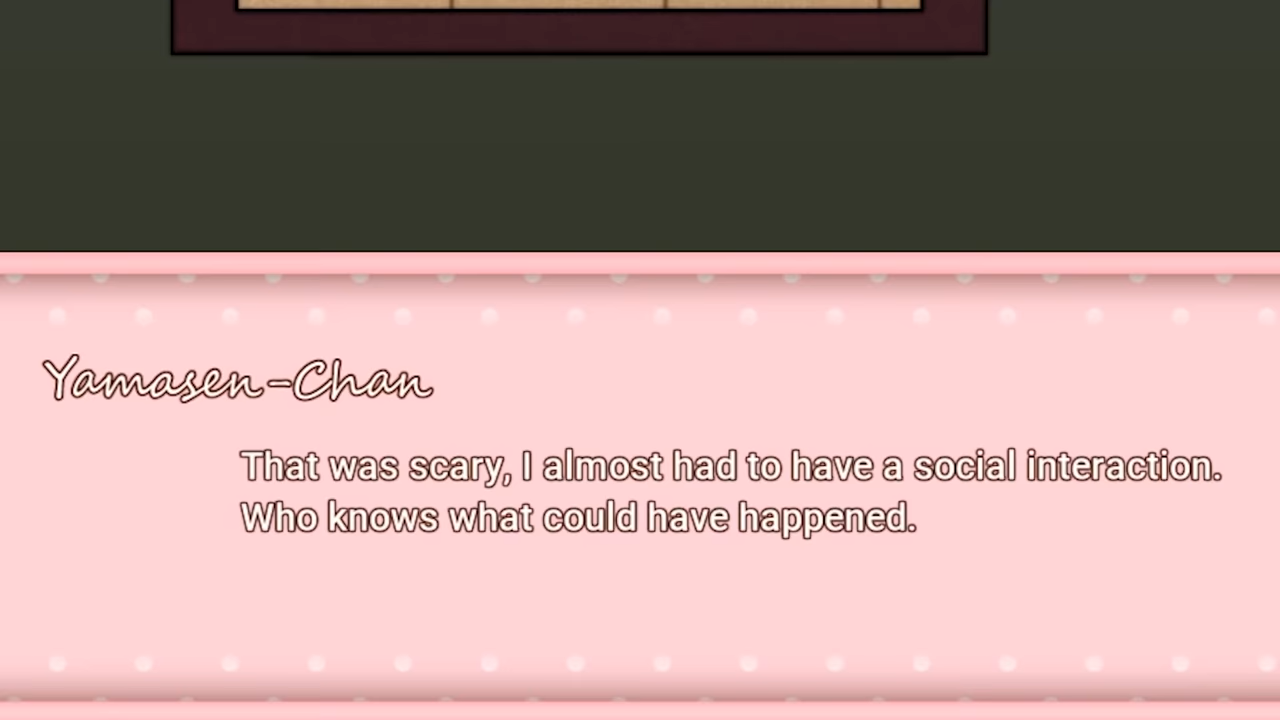 Yamasen-Chan
That was scary, I almost had to have a social interaction.
Who knows what could have happened.